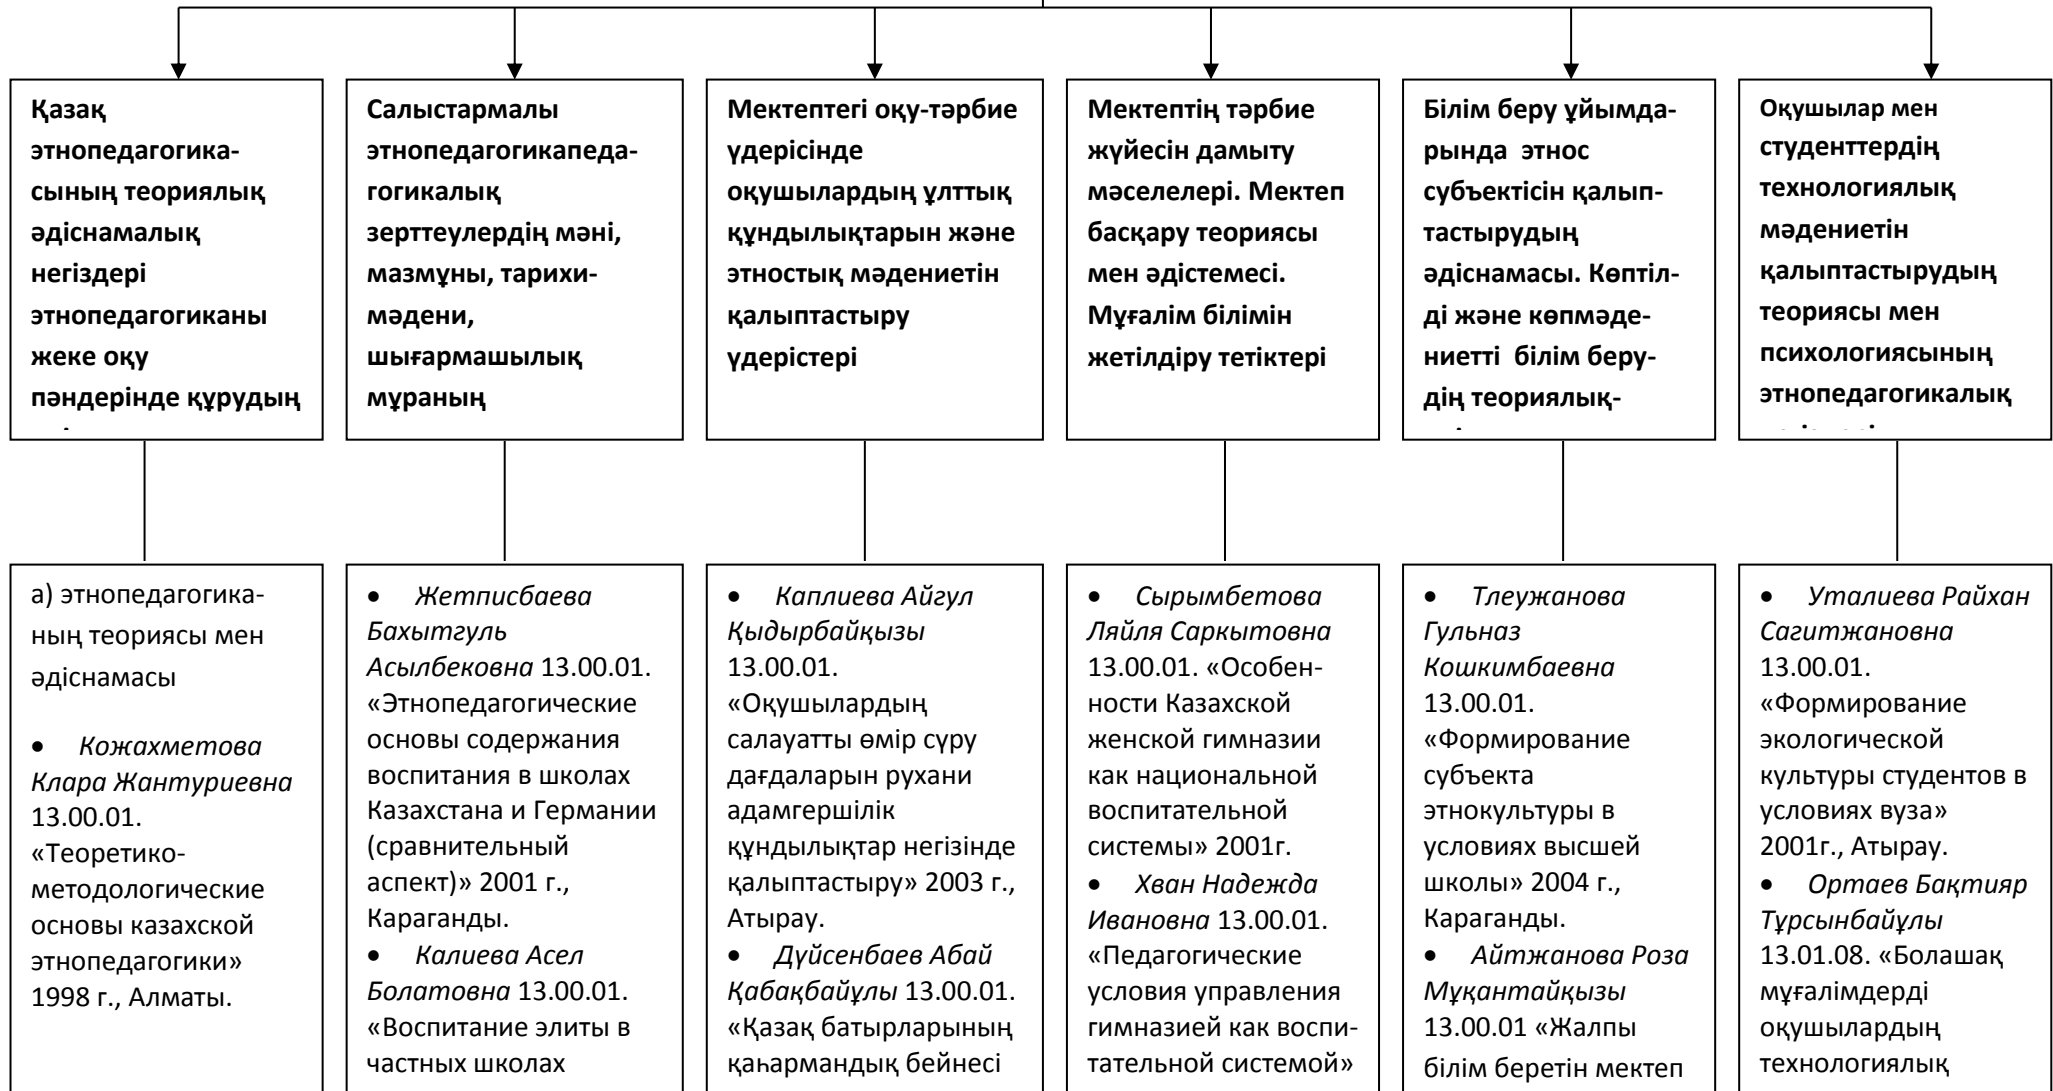 Қазақ
этнопедагогика-
сының теориялық
әдіснамалық
негіздері
этнопедагогиканы
жеке оқу
пәндерінде құрудың
Салыстармалы
этнопедагогикапеда-
гогикалық
зерттеулердің мәні,
мазмұны, тарихи-
мәдени,
шығармашылық
мұраның
Мектептегі оқу-тәрбие
үдерісінде
оқушылардың ұлттық
құндылықтарын және
этностық мәдениетін
қалыптастыру
үдерістері
Мектептің тәрбие
жүйесін дамыту
мәселелері. Мектеп
басқару теориясы
мен әдістемесі.
Мұғалім білімін
жетілдіру тетіктері
Білім беру ұйымда-
рында этнос
субъектісін қалып-
тастырудың
әдіснамасы. Көптіл-
ді және көпмәде-
ниетті білім беру-
дің теориялық-
Оқушылар мен
студенттердің
технологиялық
мәдениетін
қалыптастырудың
теориясы мен
психологиясының
этнопедагогикалық
а) этнопедагогика-
ның теориясы мен
әдіснамасы
• Кожахметова
Клара Жантуриевна
13.00.01.
«Теоретико-
методологические
основы казахской
этнопедагогики»
1998 г., Алматы.
• Жетписбаева
Бахытгуль
Асылбековна 13.00.01.
«Этнопедагогические
основы содержания
воспитания в школах
Казахстана и Германии
(сравнительный
аспект)» 2001 г.,
Караганды.
• Калиева Асел
Болатовна 13.00.01.
«Воспитание элиты в
частных школах
• Каплиева Айгул
Қыдырбайқызы
13.00.01.
«Оқушылардың
салауатты өмір сүру
дағдаларын рухани
адамгершілік
құндылықтар негізінде
қалыптастыру» 2003 г.,
Атырау.
• Дүйсенбаев Абай
Қабақбайұлы 13.00.01.
«Қазақ батырларының
қаһармандық бейнесі
• Сырымбетова
Ляйля Саркытовна
13.00.01. «Особен-
ности Казахской
женской гимназии
как национальной
воспитательной
системы» 2001г.
• Хван Надежда
Ивановна 13.00.01.
«Педагогические
условия управления
гимназией как воспи-
тательной системой»
• Тлеужанова
Гульназ
Кошкимбаевна
13.00.01.
«Формирование
субъекта
этнокультуры в
условиях высшей
школы» 2004 г.,
Караганды.
• Айтжанова Роза
Мұқантайқызы
13.00.01 «Жалпы
білім беретін мектеп
• Уталиева Райхан
Сагитжановна
13.00.01.
«Формирование
экологической
культуры студентов в
условиях вуза»
2001г., Атырау.
• Ортаев Бақтияр
Тұрсынбайұлы
13.01.08. «Болашақ
мұғалімдерді
оқушылардың
технологиялық